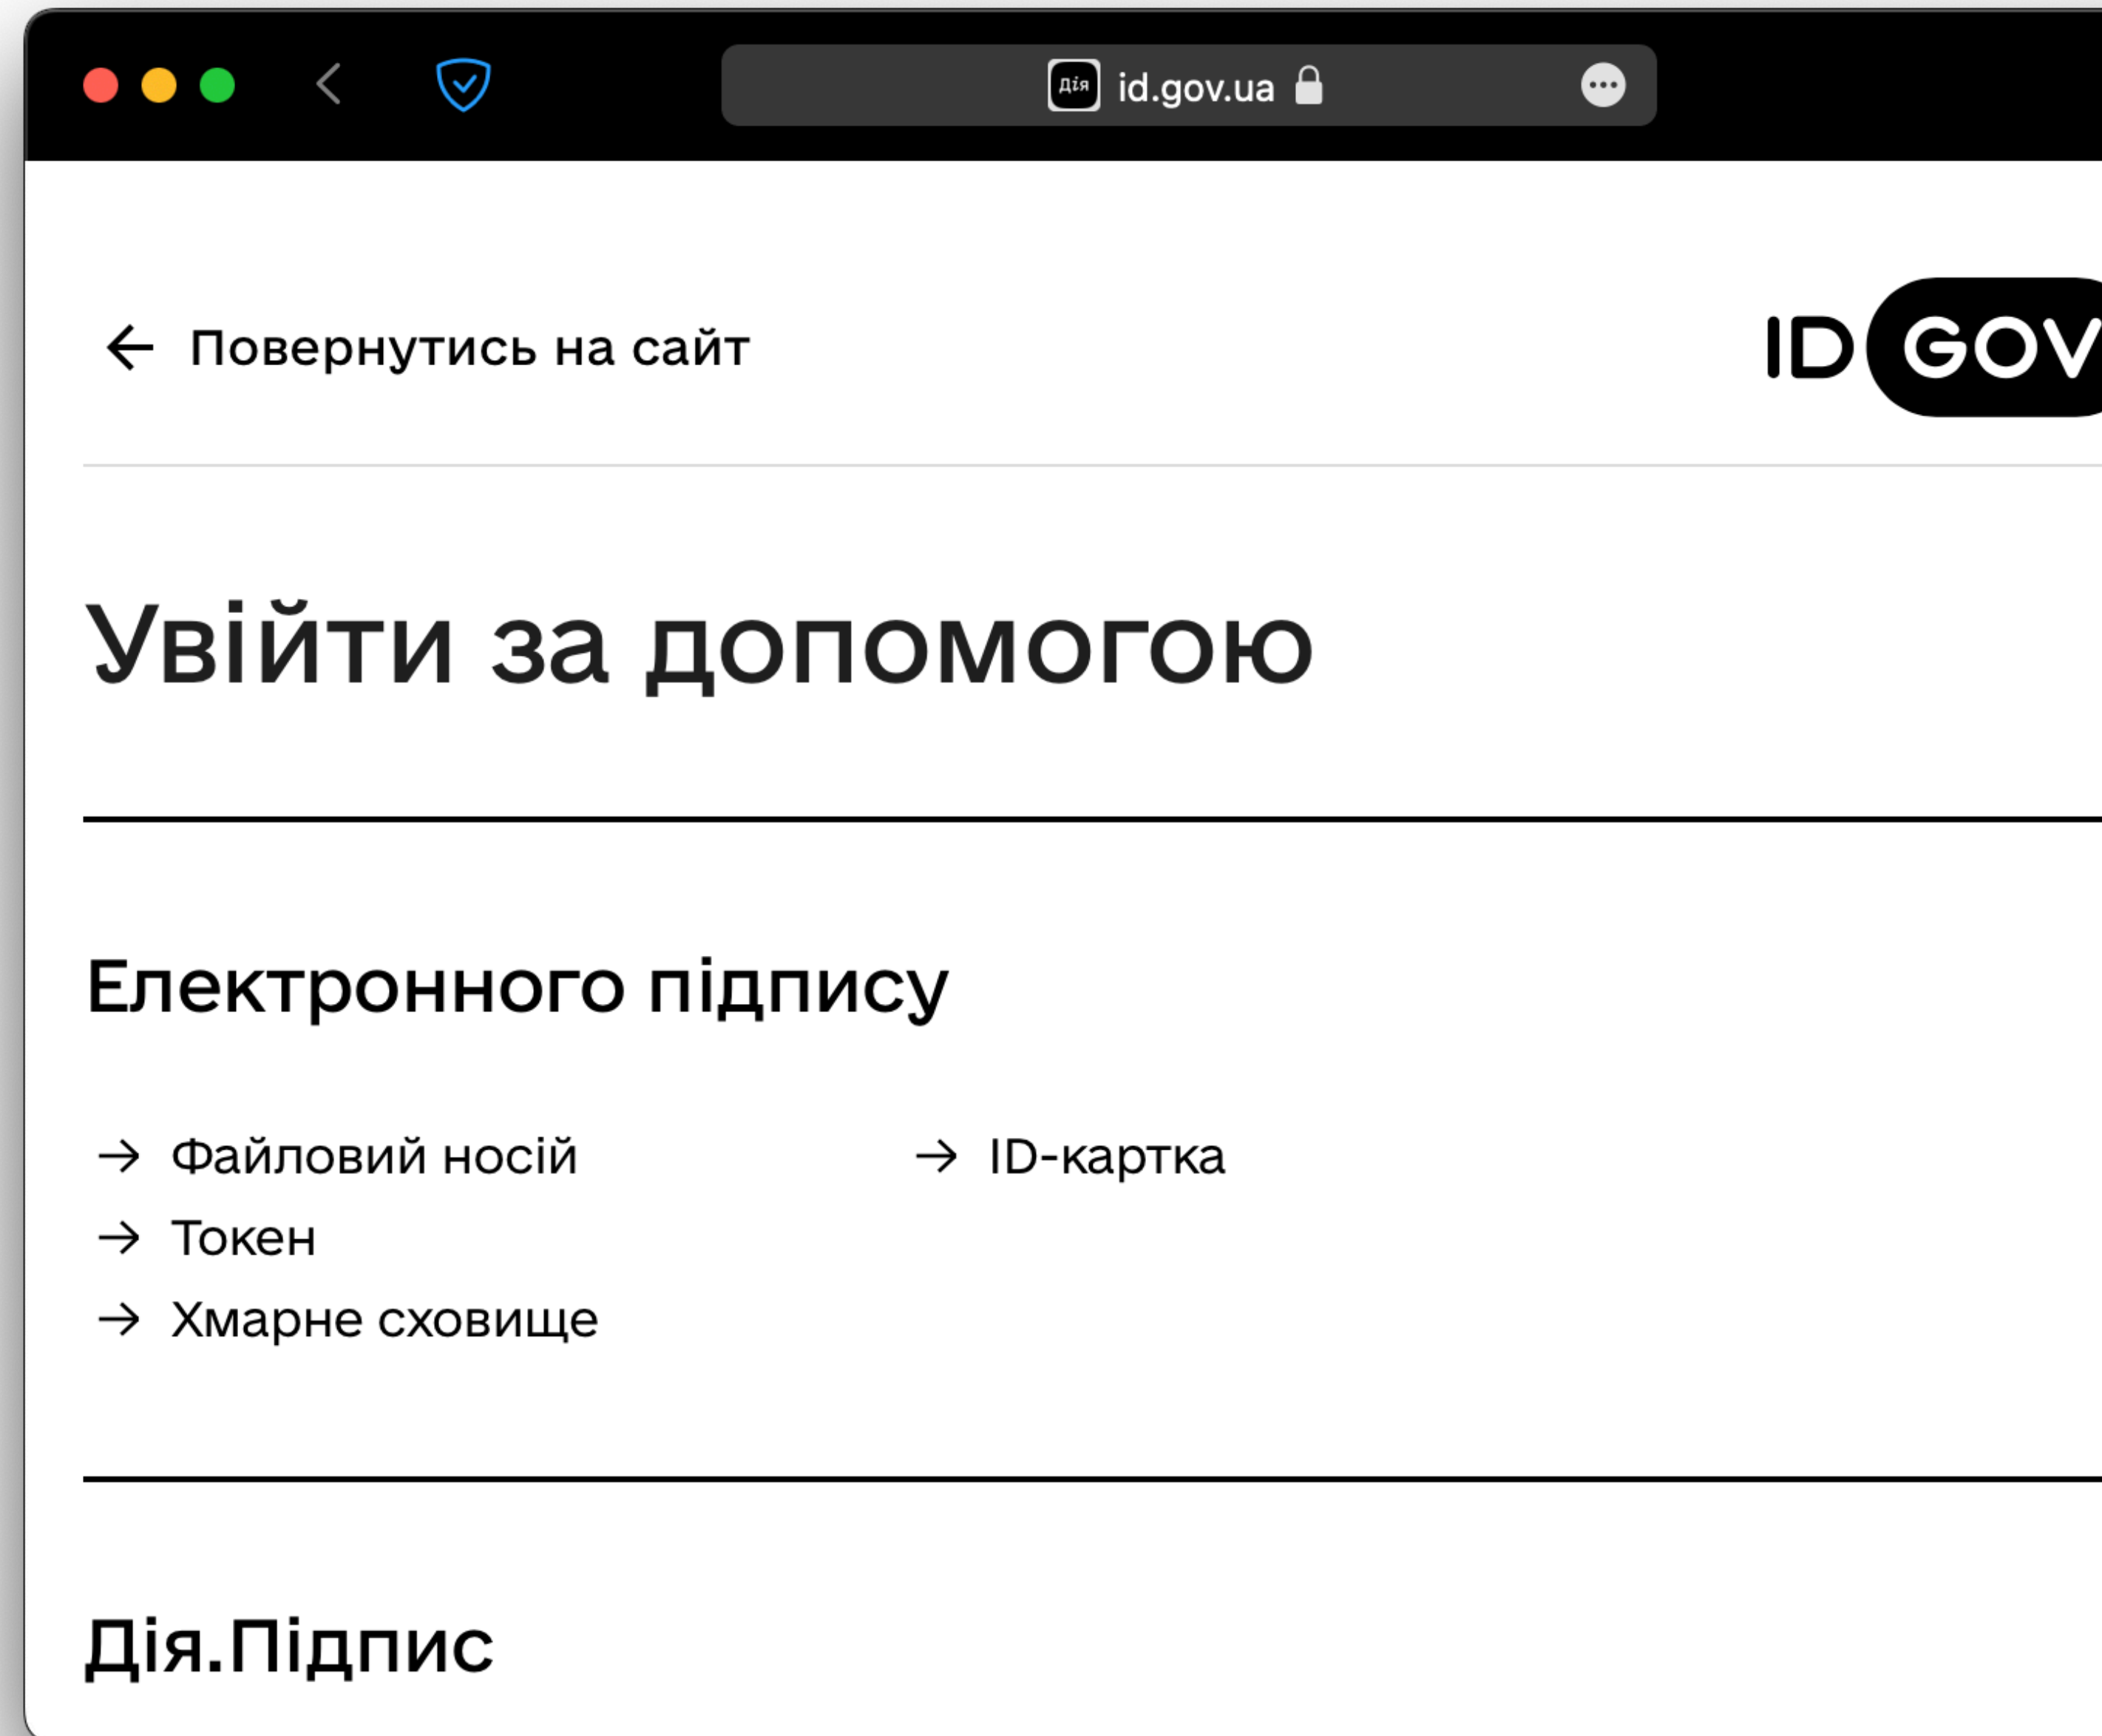 Дія id.gov.ua
Повернутись на сайт
ID GOV
Увійти за допомогою
Електронного підпису
Файловий носій
ID-картка
Токен
Хмарне сховище
Дія.Підпис